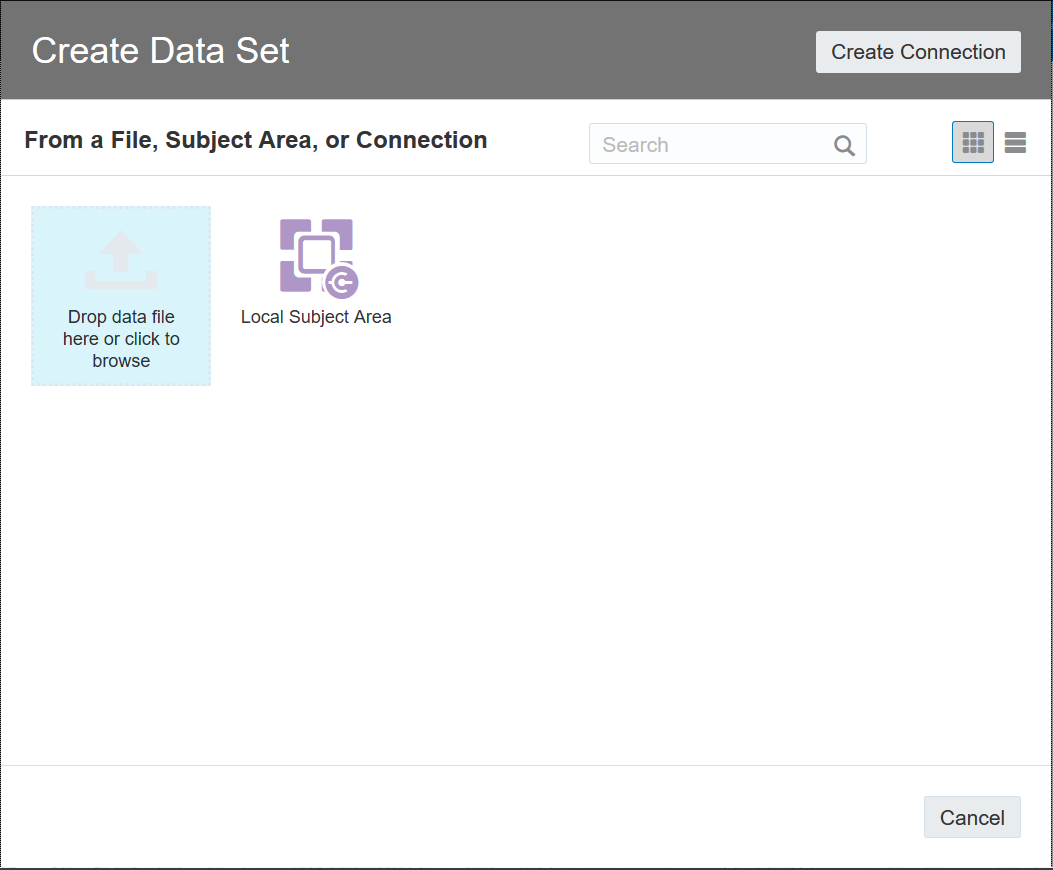 Create Data Set
Create Connection
From a File, Subject Area, or Connection
Search
Drop data file
here or click to
browse
Local Subject Area
Cancel